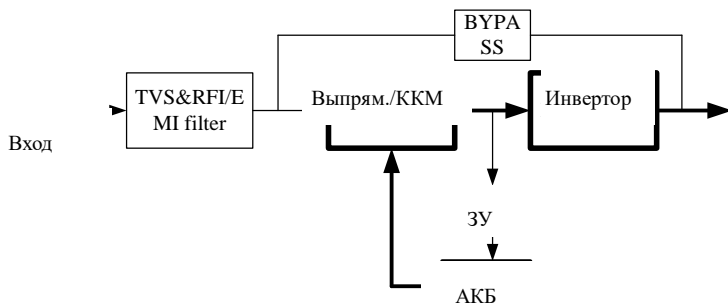 BYPA
SS
TVS&RFI/E
MI filter
Выпрям./ККМ
Инвертор
Вход
ЗУ
АКБ